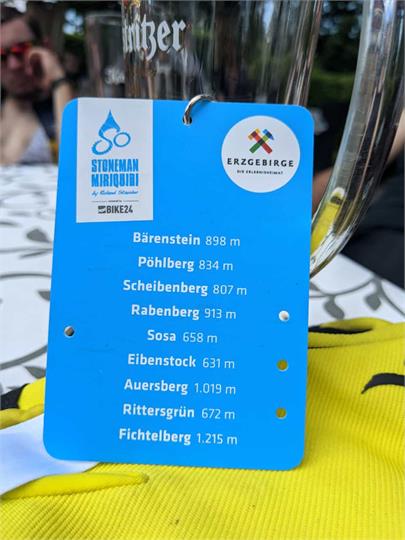 STONEMAN
MIRIQUIDI
by Roland Stauder
BIKE24
ERZGEBIRGE
DIE ERLEBNISHEIMAT
Bärenstein 898 m
Pöhlberg 834 m
Scheibenberg 807 m
Rabenberg 913 m
Sosa 658 m
Eibenstock 631 m
Auersberg 1.019 m
Rittersgrün 672 m
Fichtelberg 1.215 m